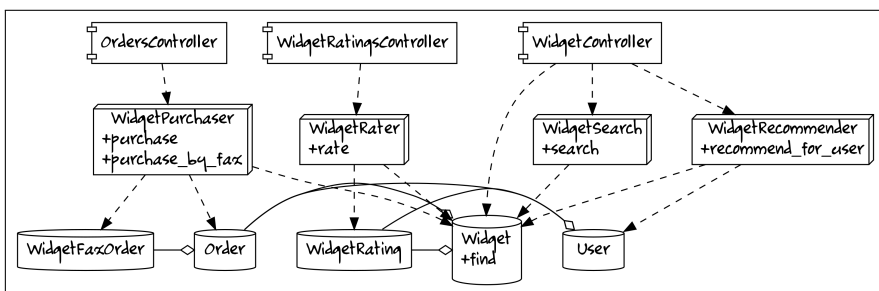 OrdersController
WidgetRatingsController
WidgetController
WidgetPurchaser
+purchase
+purchase_by_fax
WidgetRater
+rate
WidgetSearch
+search
WidgetRecommender
+recommend_for_user
WidgetFaxOrder
Order
WidgetRating
Widget
+find
User